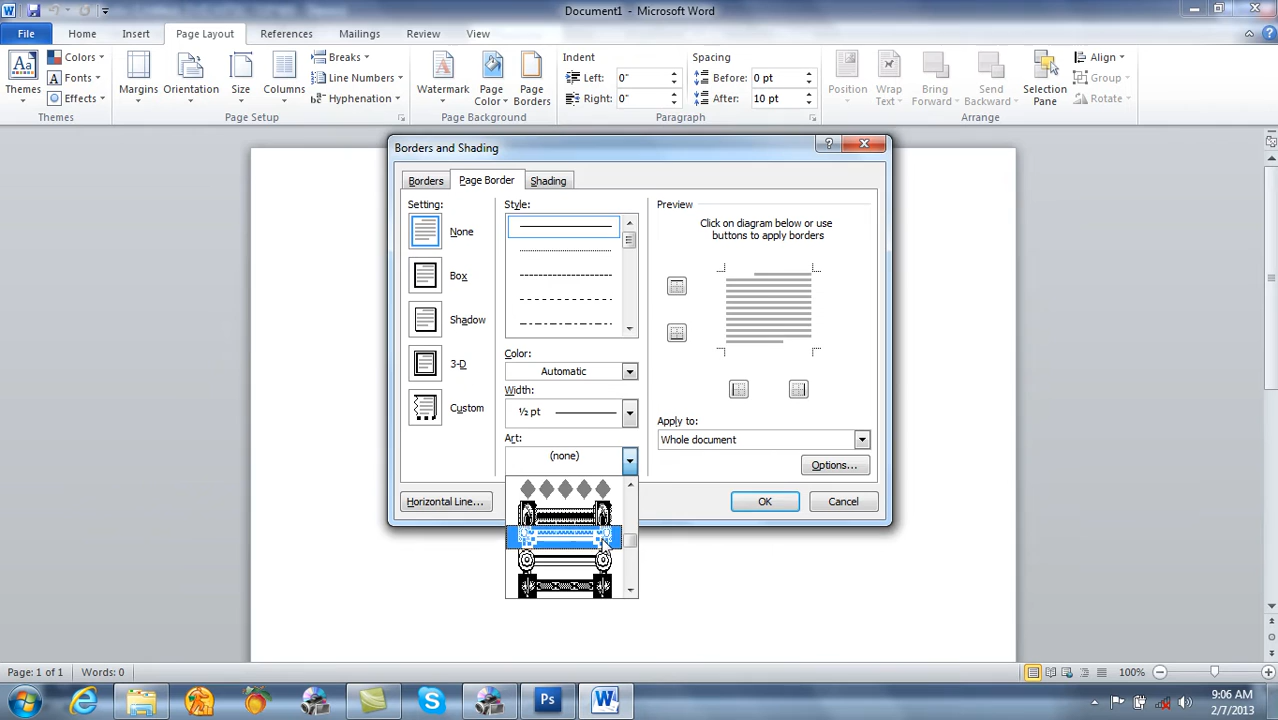 Document1 - Microsoft Word
File Home Insert Page Layout References Mailings Review View
Themes
Colors
Fonts
Effects
Themes
Margins Orientation Size Columns
Breaks
Line Numbers
Hyphenation
Page Setup
Watermark Page Color Page Borders
Page Background
Indent
Left: 0"
Right: 0"
Spacing
Before: 0 pt
After: 10 pt
Paragraph
Position Wrap Text Bring Forward Send Backward Selection Pane
Align
Group
Rotate
Arrange
Borders and Shading
Borders Page Border Shading
Setting:
None
Box
Shadow
3-D
Custom
Style:
Color:
Automatic
Width:
½ pt
Art:
(none)
Preview
Click on diagram below or use
buttons to apply borders
Apply to:
Whole document
Options...
Horizontal Line... OK Cancel
Page: 1 of 1 Words: 0 100%
Ps
9:06 AM
2/7/2013